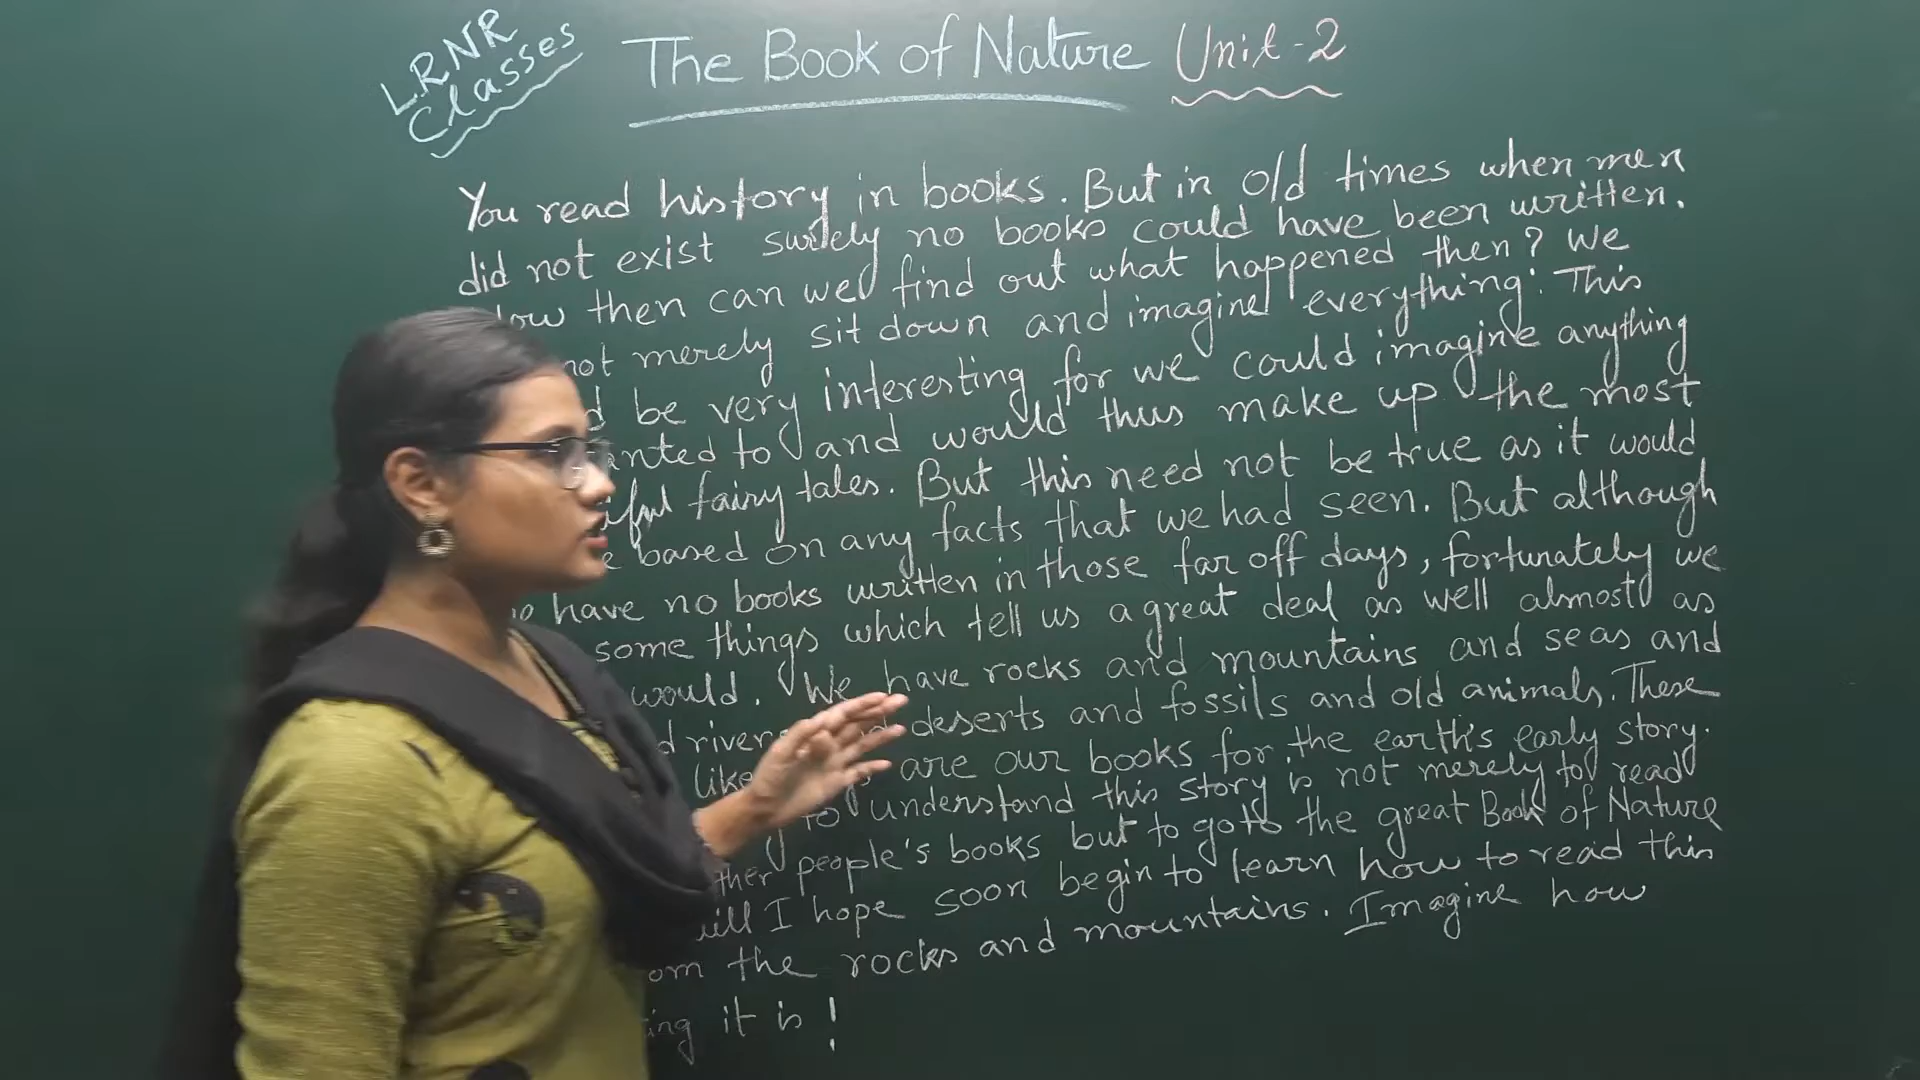 L.R.N.R
Classes
The Book of Nature Unit-2
You read history in books. But in old times when men
did not exist surely no books could have been written.
then can we find out what happened then? We
not merely sit down and imagine everything. This
be very interesting for we could imagine anything
to and would thus make up the most
fairy tales. But this need not be true as it would
based on any facts that we had seen. But although
have no books written in those far off days, fortunately we
some things which tell us a great deal as well almost as
would. We have rocks and mountains and seas and
deserts and fossils and old animals. These
are our books for the earth's early story.
to understand this story is not merely to read
people's books but to go to the great Book of Nature
I hope soon begin to learn how to read this
the rocks and mountains. Imagine how
it is !